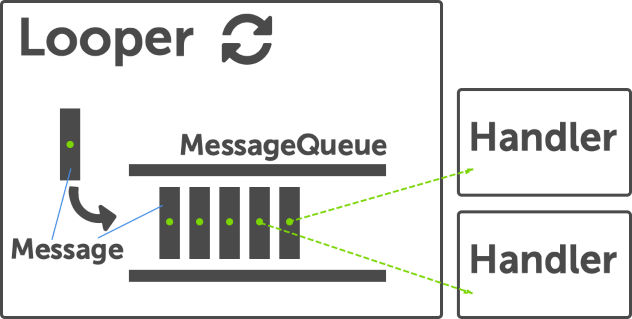 Looper
MessageQueue
Message
Handler
Handler